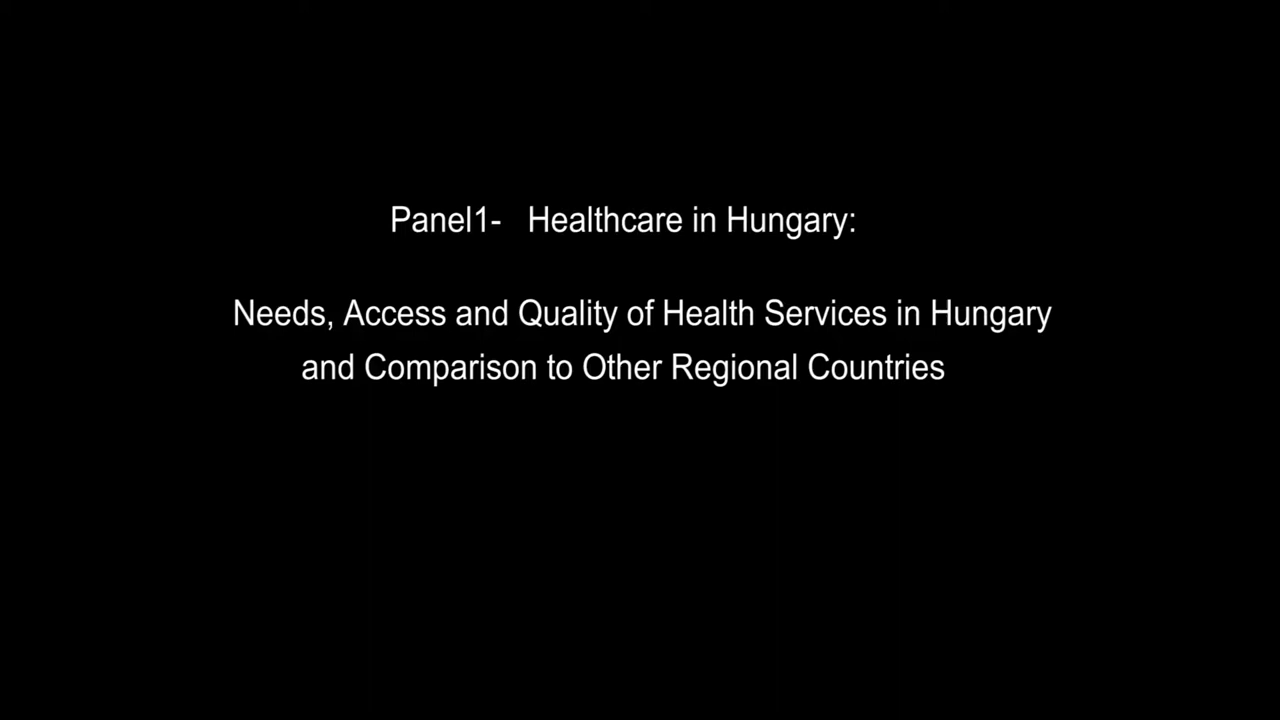 Panel1-   Healthcare in Hungary:
Needs, Access and Quality of Health Services in Hungary
and Comparison to Other Regional Countries